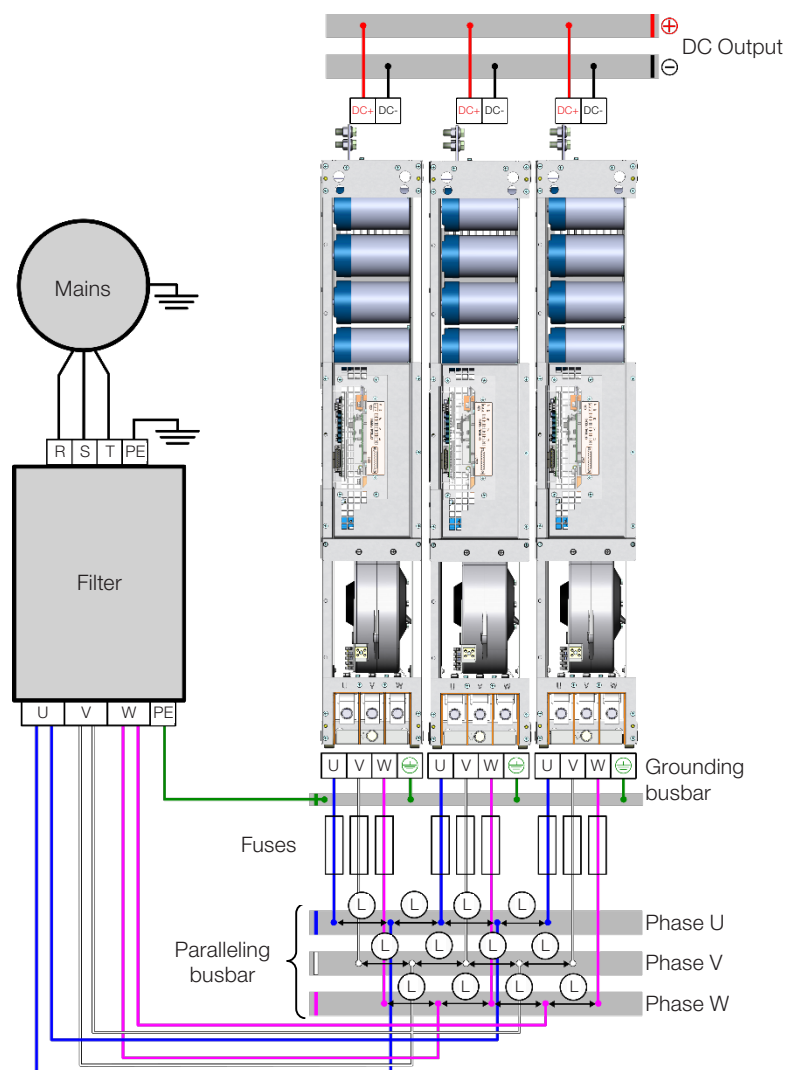 DC Output
DC+ DC- DC+ DC- DC+ DC-
Mains
R S T PE
Filter
U V W PE
U V W
U V W
U V W
U V W U V W U V W
Grounding
busbar
Fuses
L L L L
Phase U
L L L L
Paralleling
busbar
Phase V
L L L L
Phase W